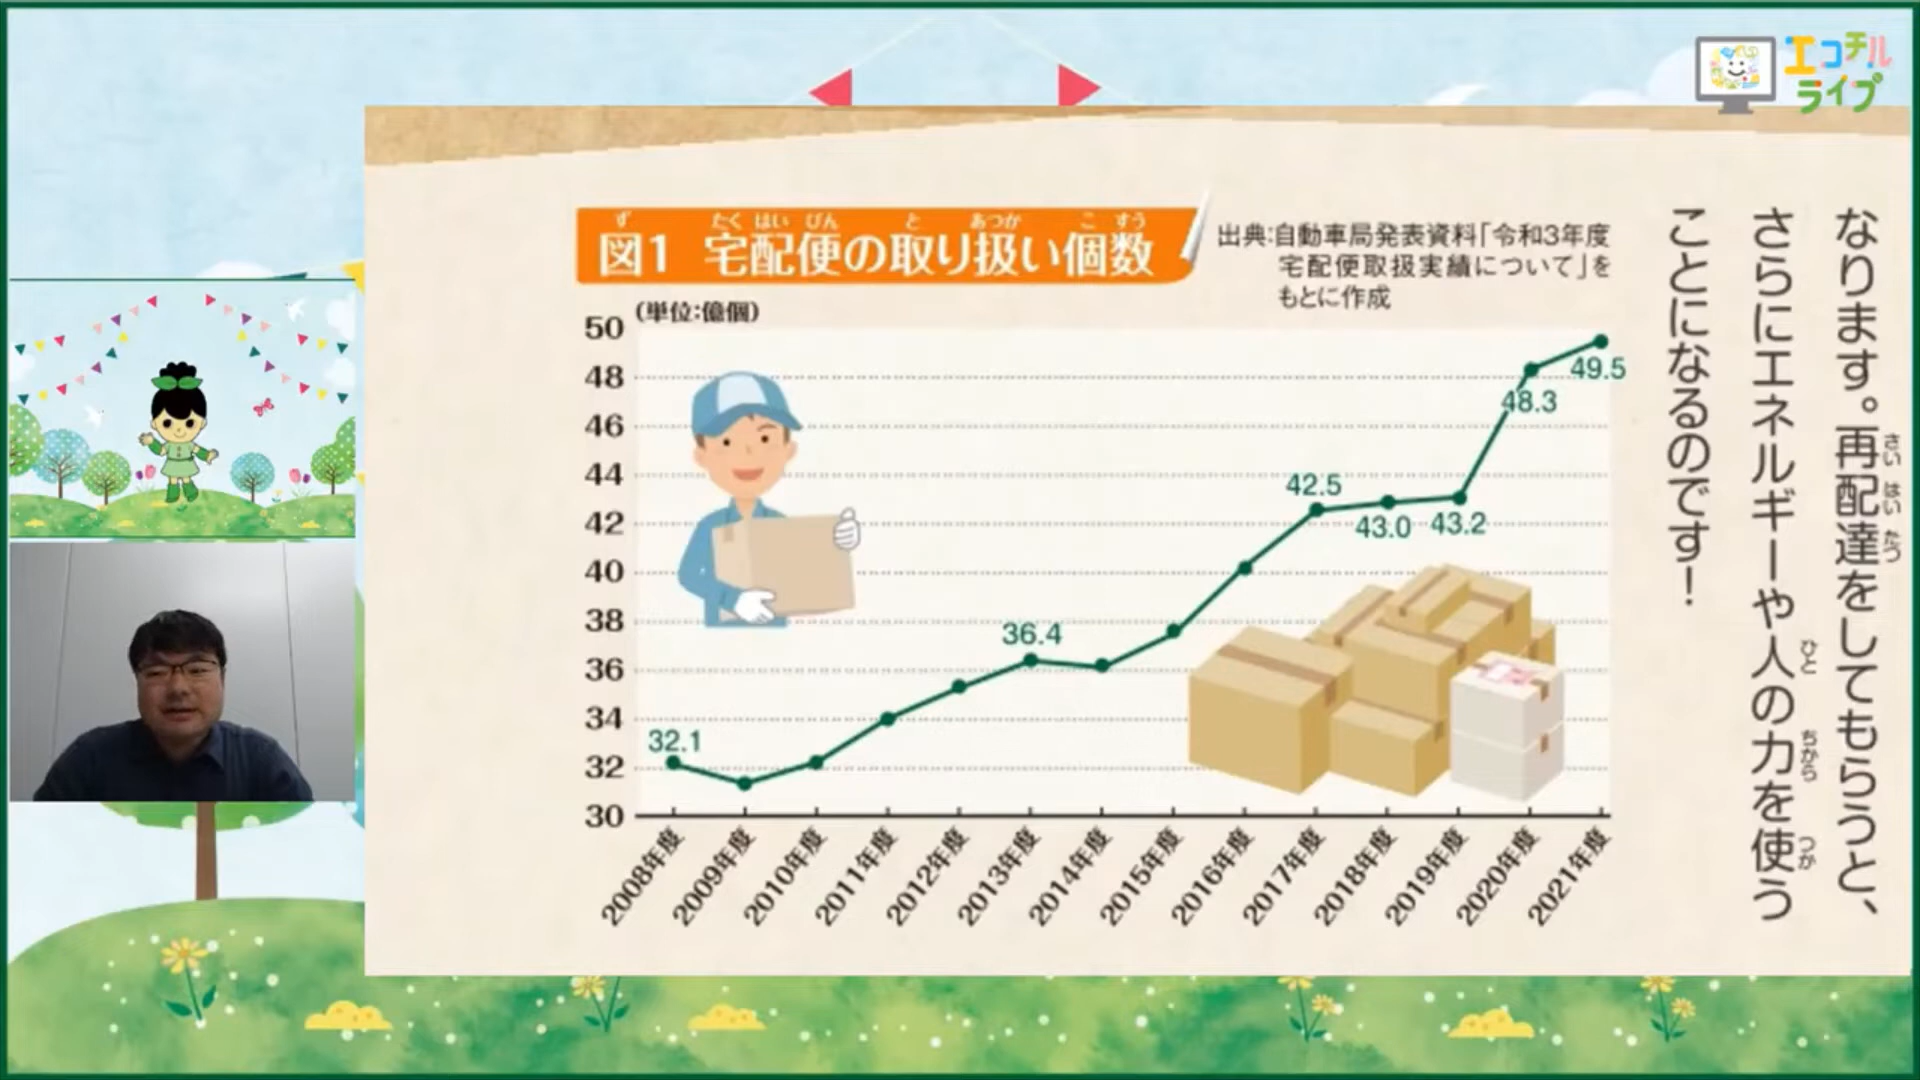 エコチル
ライブ
なります。再配達をしてもらうと、
さいはいたつ
さらにエネルギーや人の力を使う
ひと ちから つか
ことになるのです!
ず たくはいびん と あつか こすう
図1 宅配便の取り扱い個数
出典:自動車局発表資料「令和3年度
宅配便取扱実績について」を
もとに作成
(単位:億個)
50
48
46
44
42
40
38
36
34
32
30
32.1
36.4
42.5
43.0
43.2
48.3
49.5
2008年度
2009年度
2010年度
2011年度
2012年度
2013年度
2014年度
2015年度
2016年度
2017年度
2018年度
2019年度
2020年度
2021年度